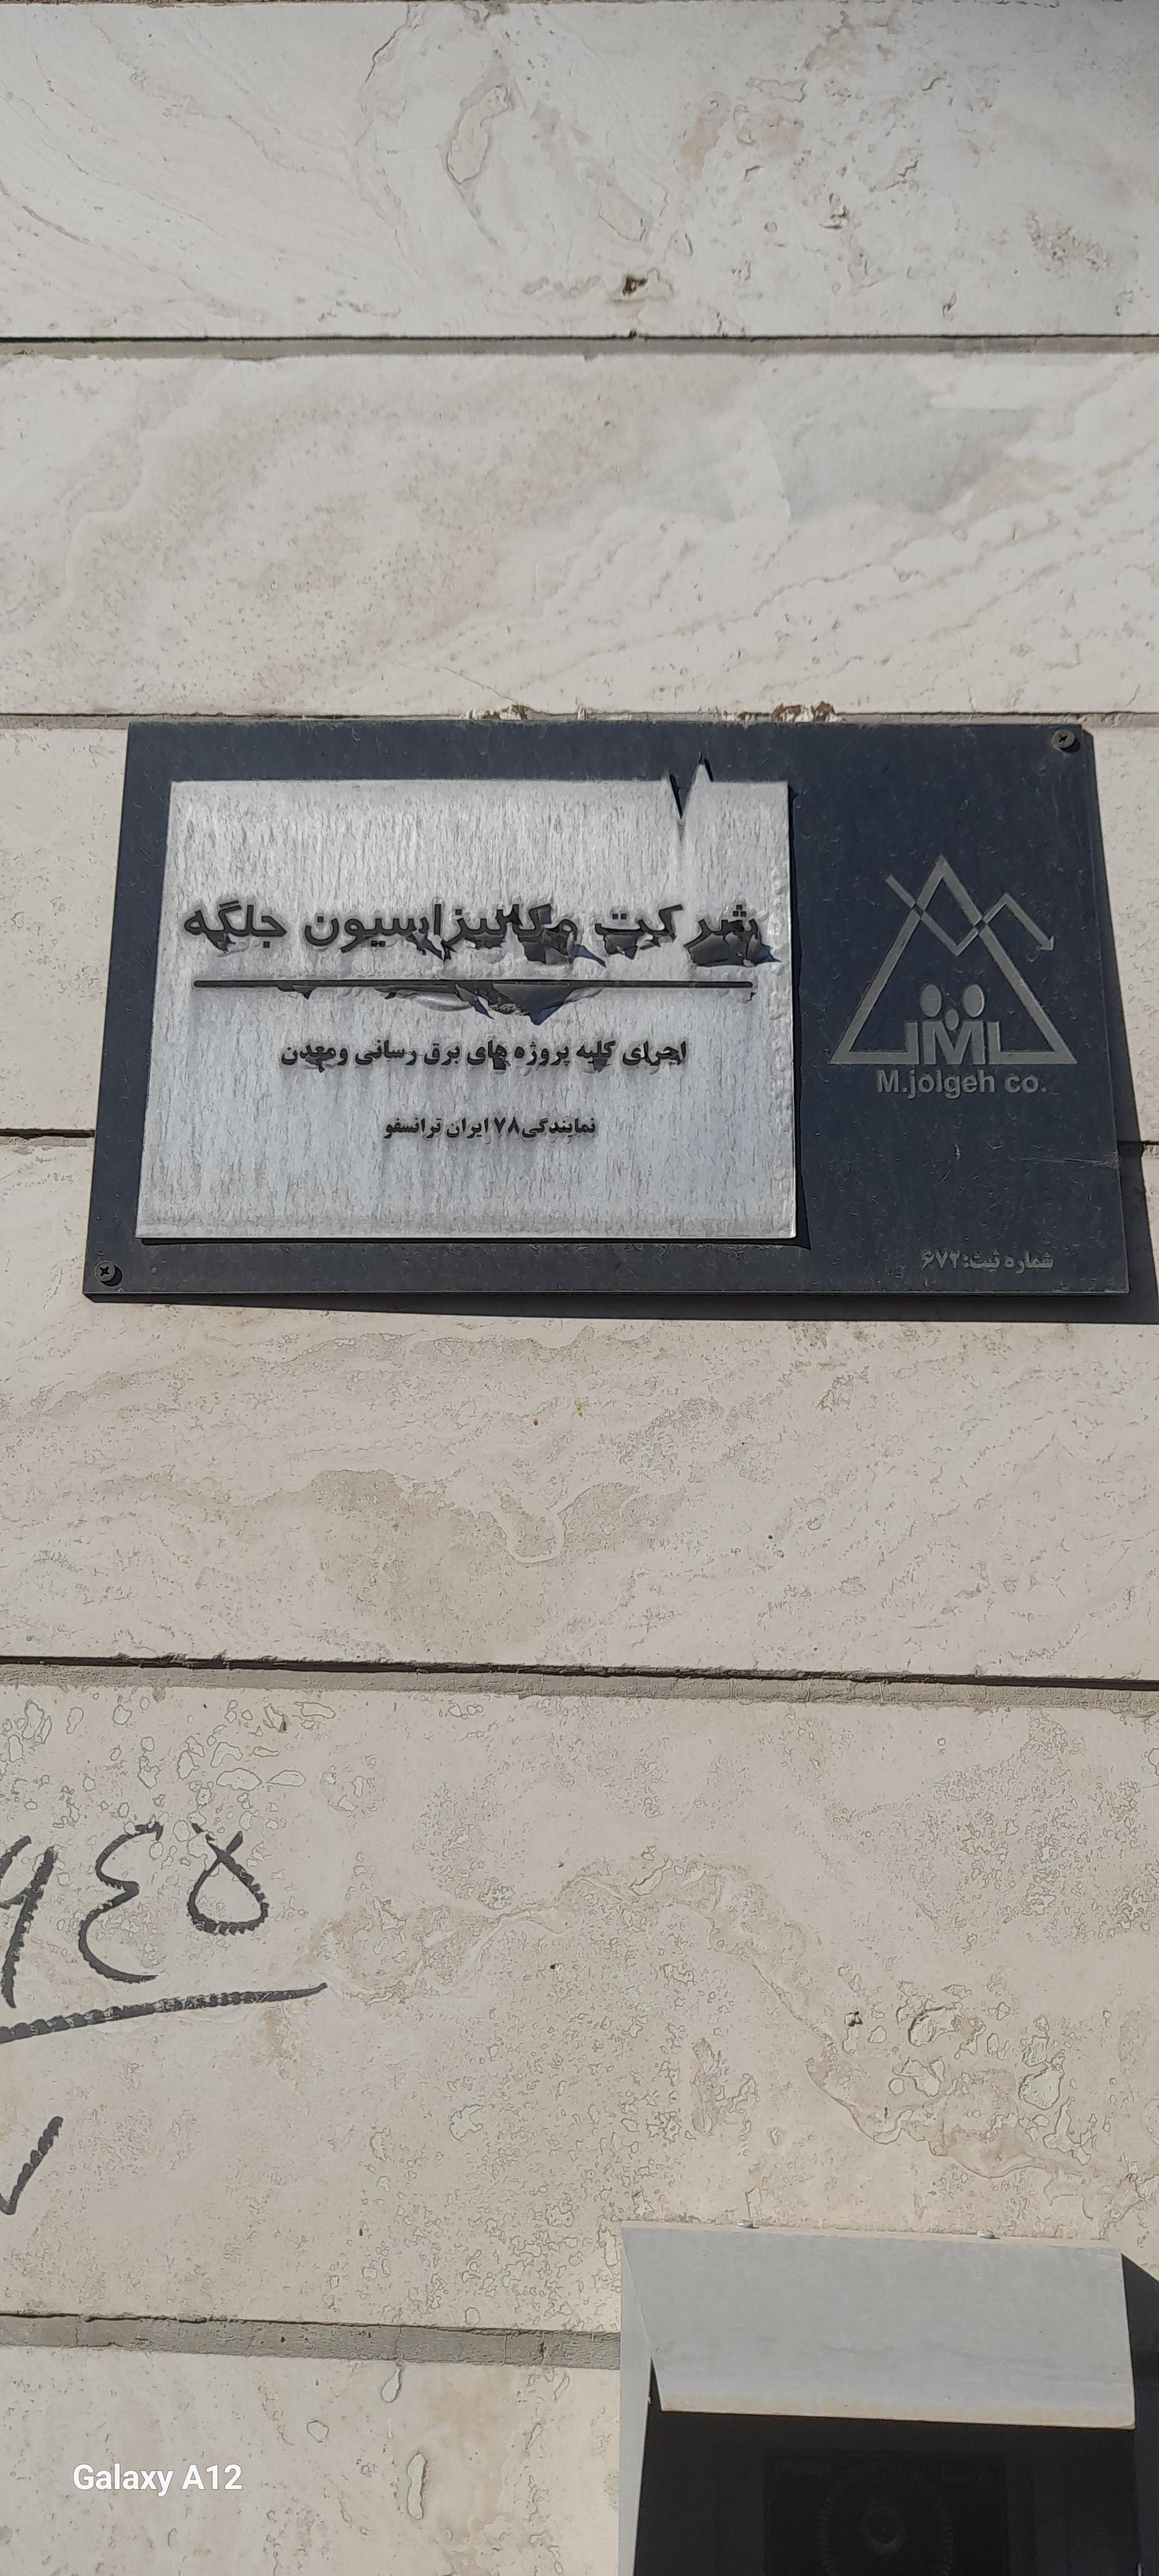 شرکت مکانیزاسیون جلگه
اجرای کلیه پروژه های برق رسانی ومعدن
نمایندگی۷۸ ایران ترانسفو
M.jolgeh co.
شماره ثبت:۶۷۲
Galaxy A12